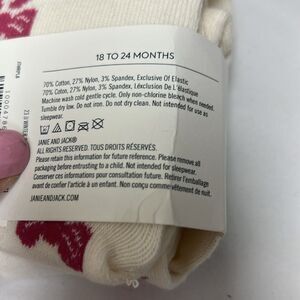 18 TO 24 MONTHS
70% Cotton, 27% Nylon, 3% Spandex, Exclusive Of Elastic
70% Cotton, 27% Nylon, 3% Spandex, L'exclusion De L'élastique
Machine wash cold gentle cycle. Only non-chlorine bleach when needed.
Tumble dry low. Do not iron. Do not dry clean. Not intended for use as
sleepwear.
JANIE AND JACK®
ALL RIGHTS RESERVED. TOUS DROITS RÉSERVÉS.
Please retain this information for future reference. Please remove all
packaging before entrusting to a child. Not intended for sleepwear.
Conserver ces informations pour consultation future. Retirer l'emballage
avant de confier l'article à un enfant. Non conçu comme vêtement de nuit.
JANIEANDJACK.COM